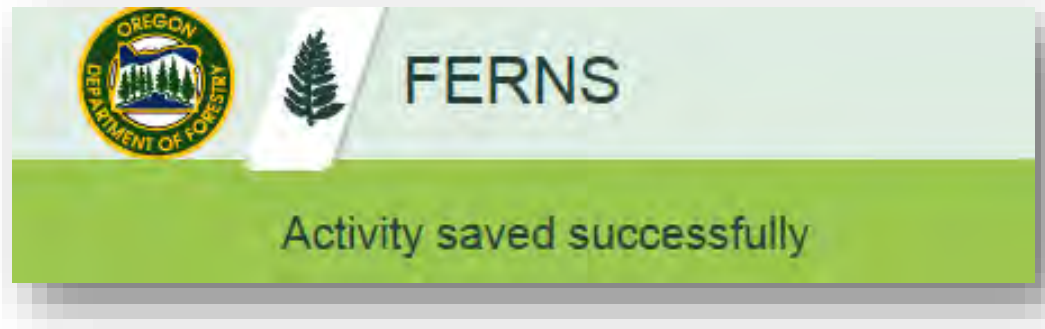 OREGON
DEPARTMENT OF FORESTRY
FERNS
Activity saved successfully